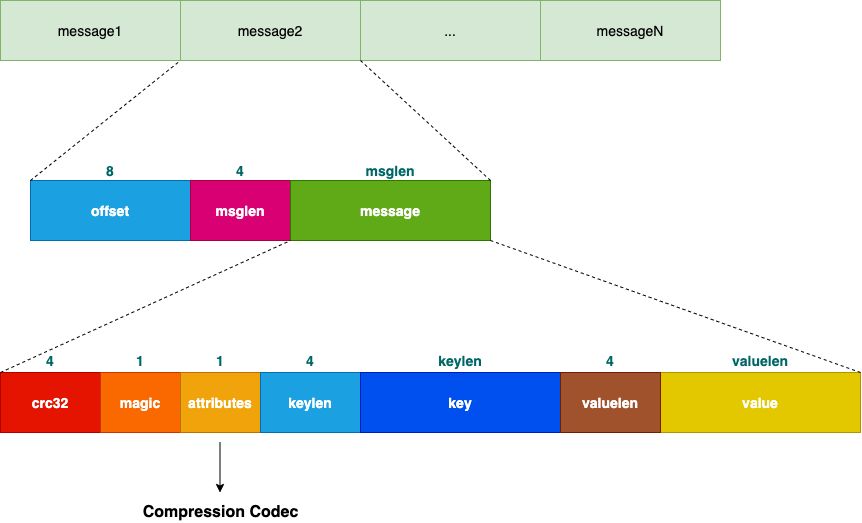 message1 message2 ... messageN
8 4 msglen
offset msglen message
4 1 1 4 keylen 4 valuelen
crc32 magic attributes keylen key valuelen value
Compression Codec